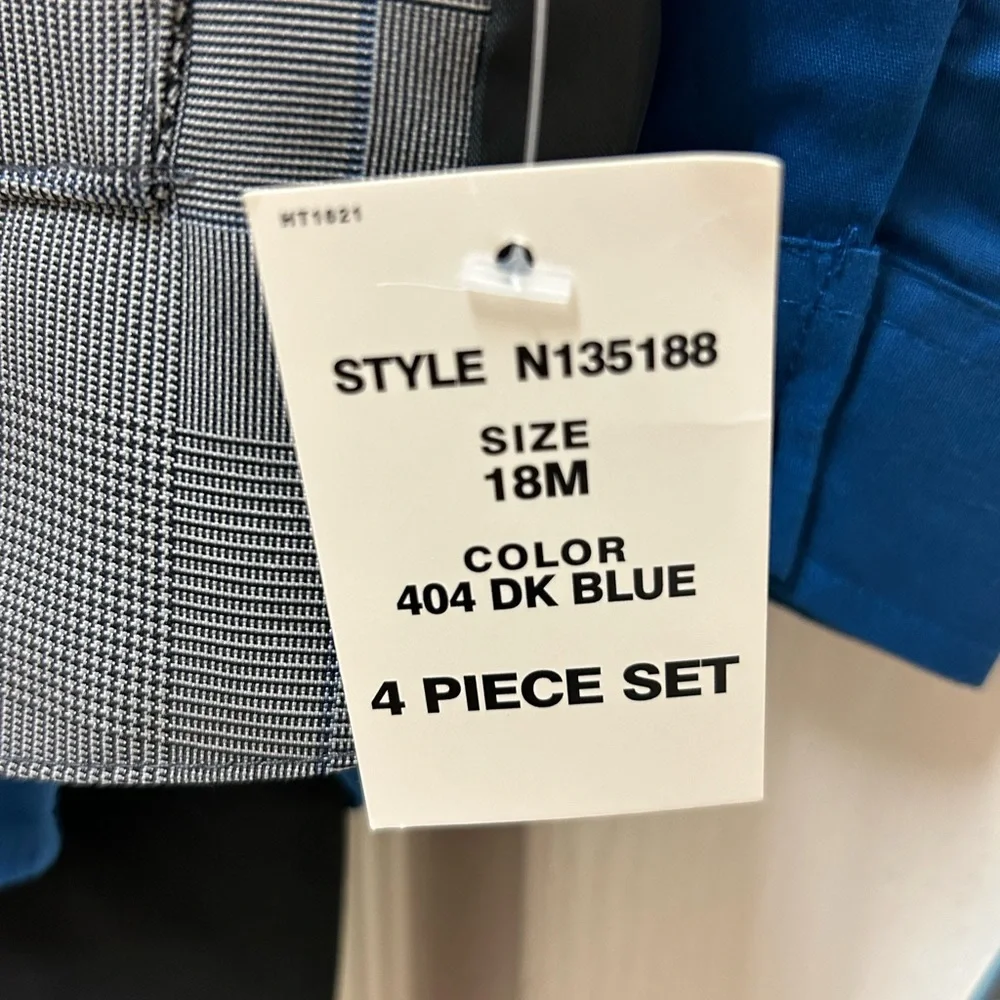 HT1621
STYLE N135188
SIZE
18M
COLOR
404 DK BLUE
4 PIECE SET